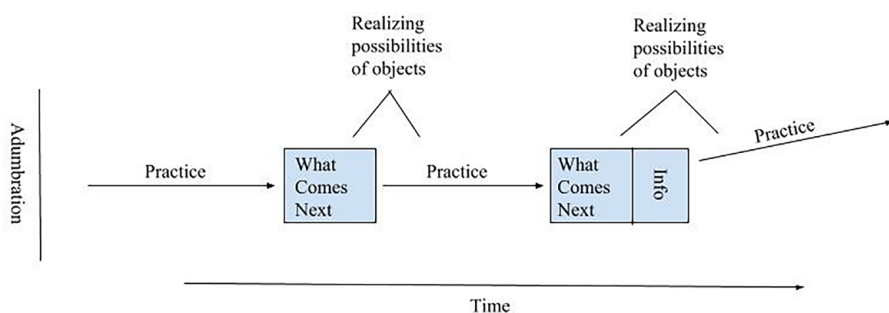 Realizing
possibilities
of objects
Realizing
possibilities
of objects
Adumbration
Practice
What
Comes
Next
Practice
What
Comes
Next
Info
Practice
Time